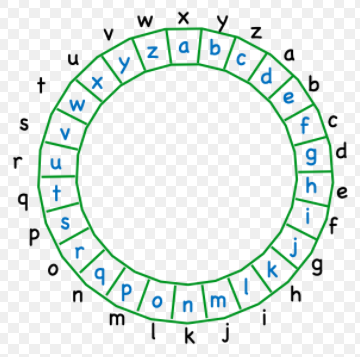 x y z a b c d e f g h i j k l m n o p q r s t u v w
a b c d e f g h i j k l m n o p q r s t u v w x y z